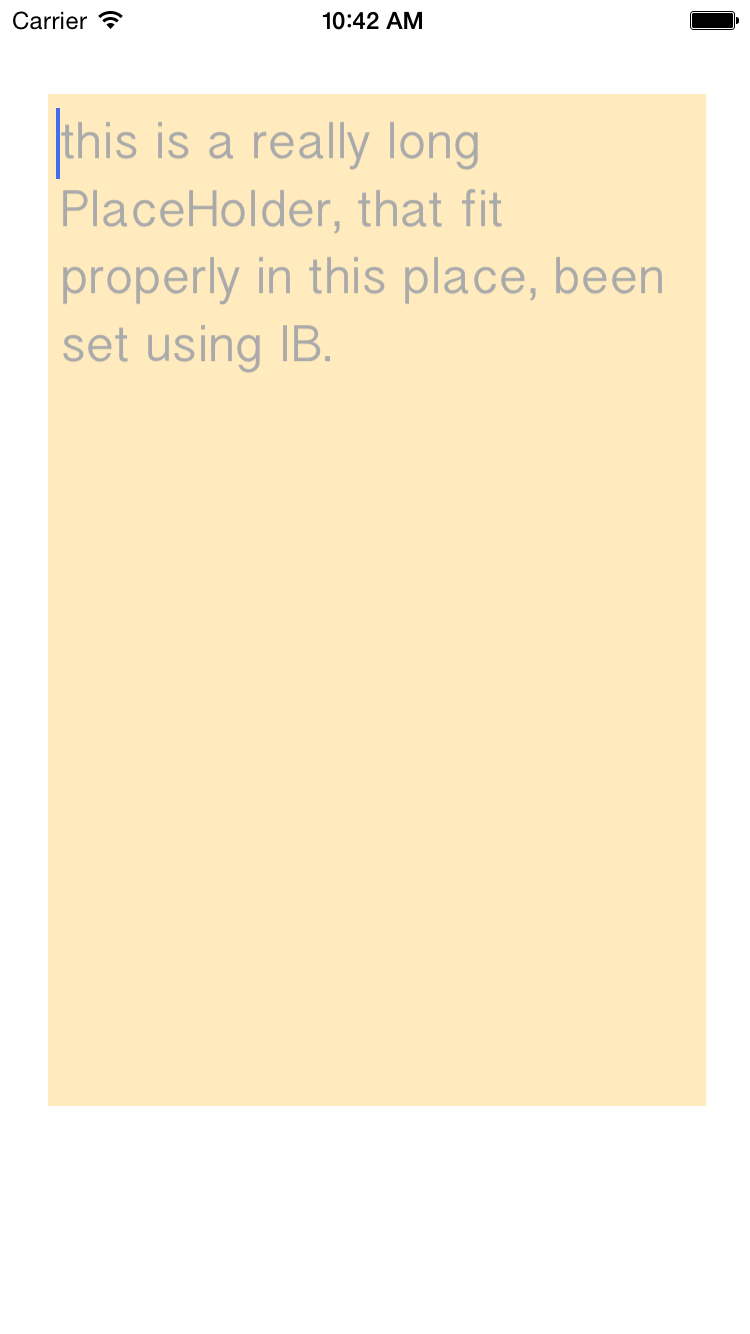 Carrier 10:42 AM
this is a really long
PlaceHolder, that fit
properly in this place, been
set using IB.